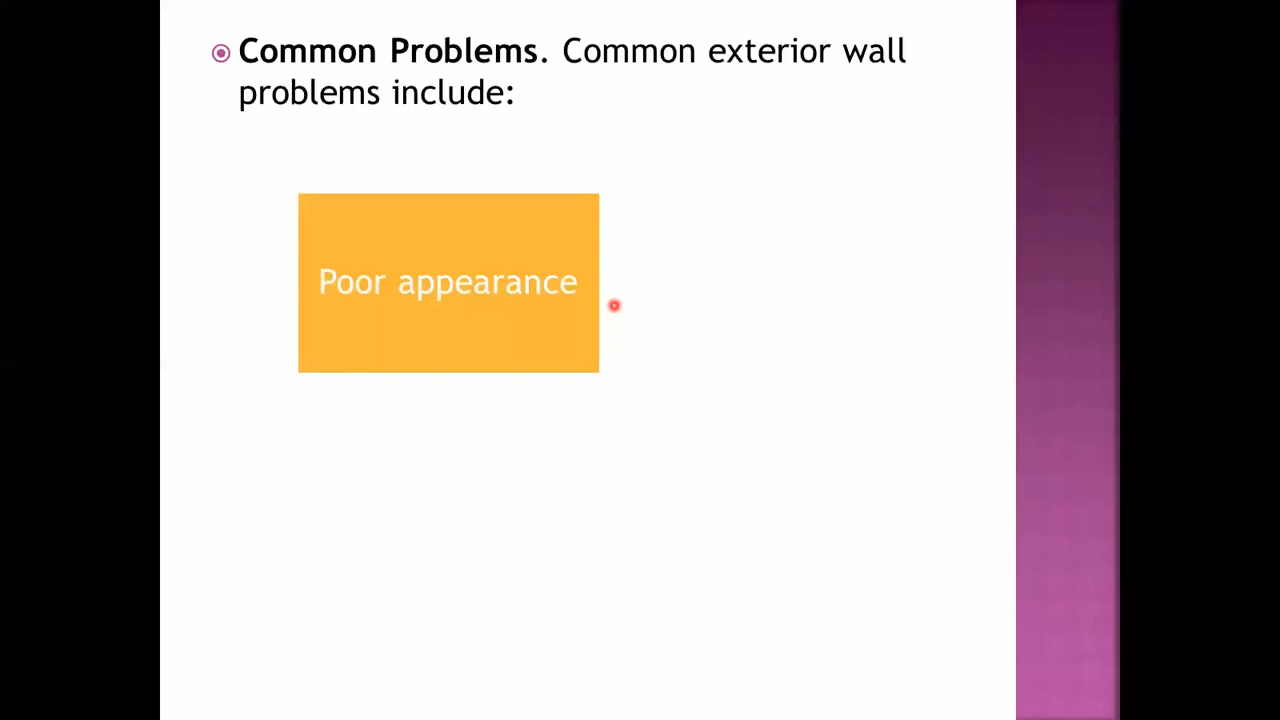 Common Problems. Common exterior wall
problems include:
Poor appearance